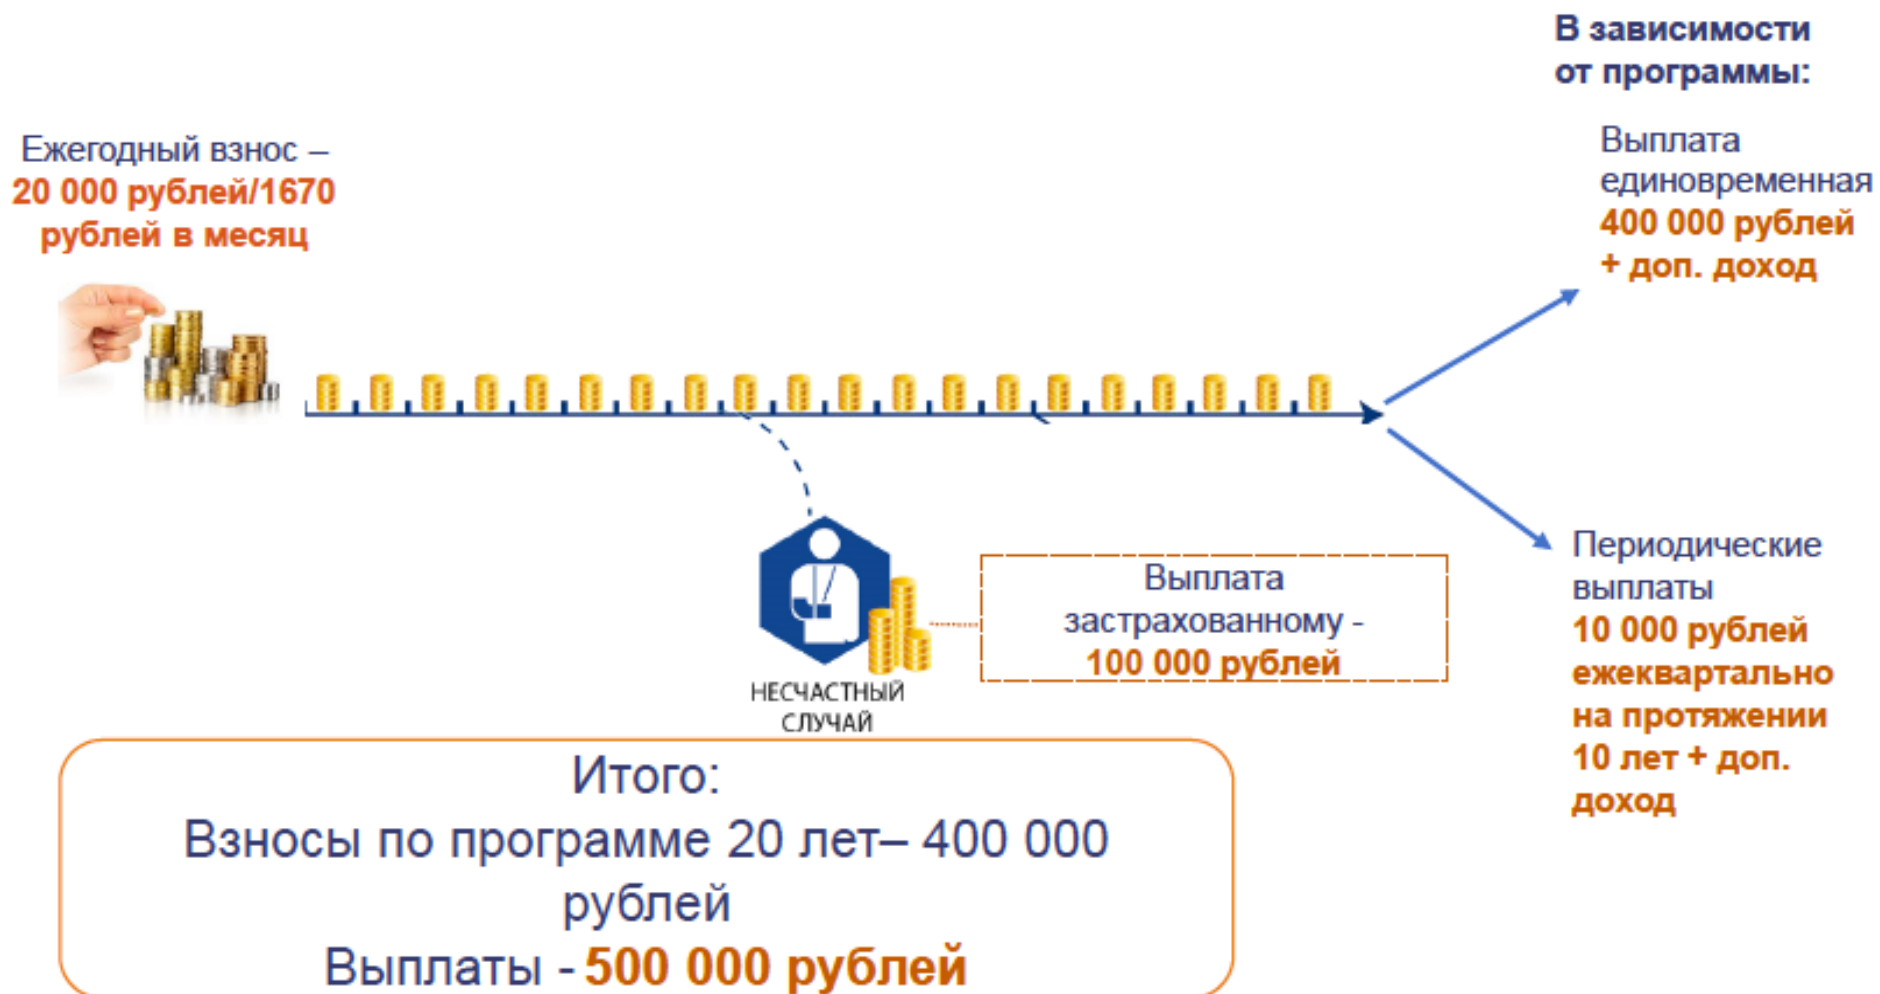 В зависимости
от программы:
Ежегодный взнос –
20 000 рублей/1670
рублей в месяц
Выплата
единовременная
400 000 рублей
+ доп. доход
Выплата
застрахованному -
100 000 рублей
НЕСЧАСТНЫЙ
СЛУЧАЙ
Периодические
выплаты
10 000 рублей
ежеквартально
на протяжении
10 лет + доп.
доход
Итого:
Взносы по программе 20 лет– 400 000
рублей
Выплаты - 500 000 рублей